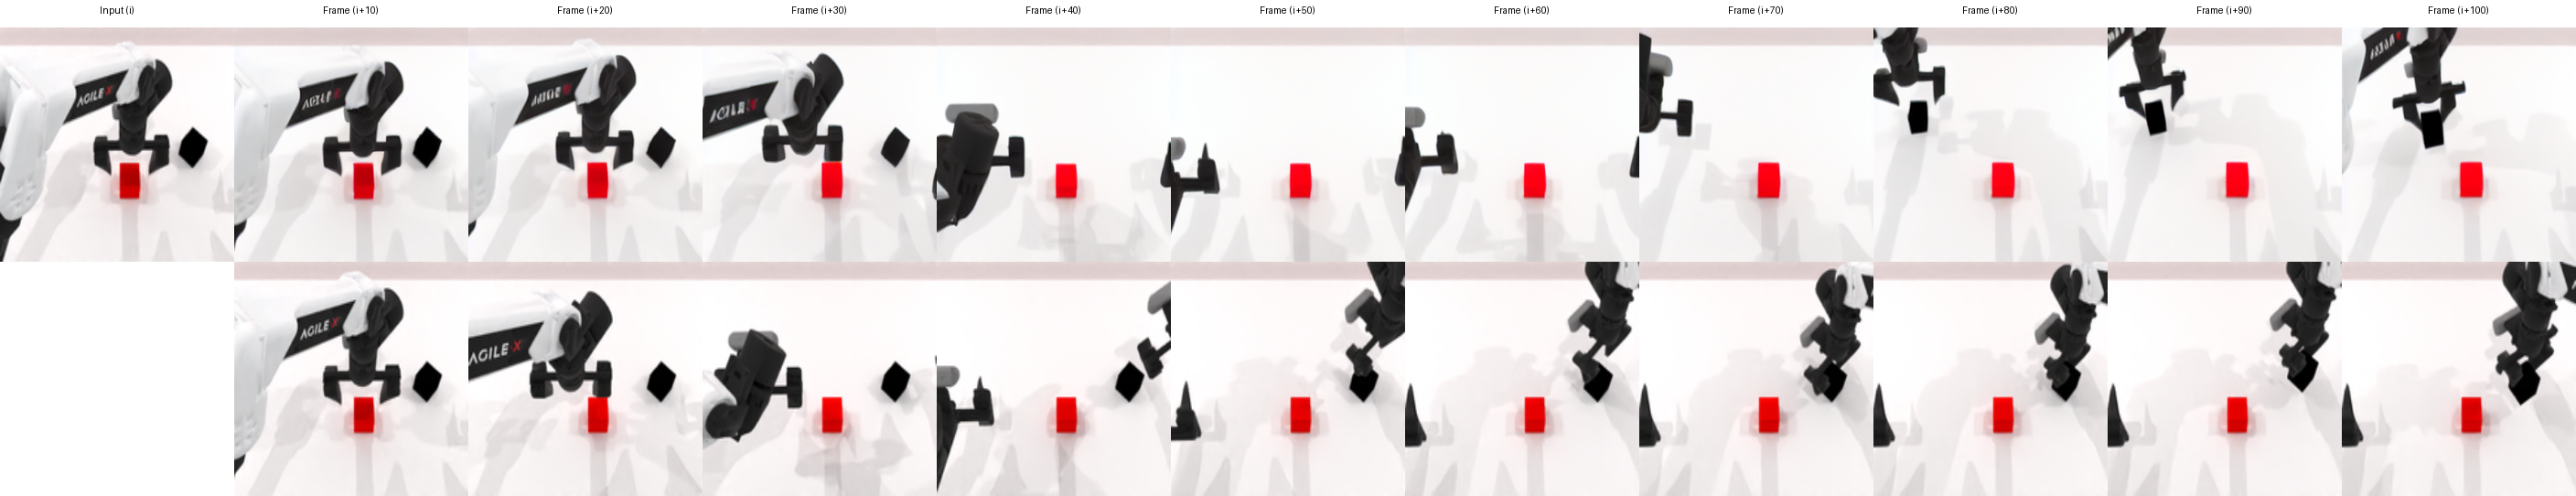 Input (i)
Frame (i+10)
Frame (i+20)
Frame (i+30)
Frame (i+40)
Frame (i+50)
Frame (i+60)
Frame (i+70)
Frame (i+80)
Frame (i+90)
Frame (i+100)
AGILE X
AGILE X
AGILE X